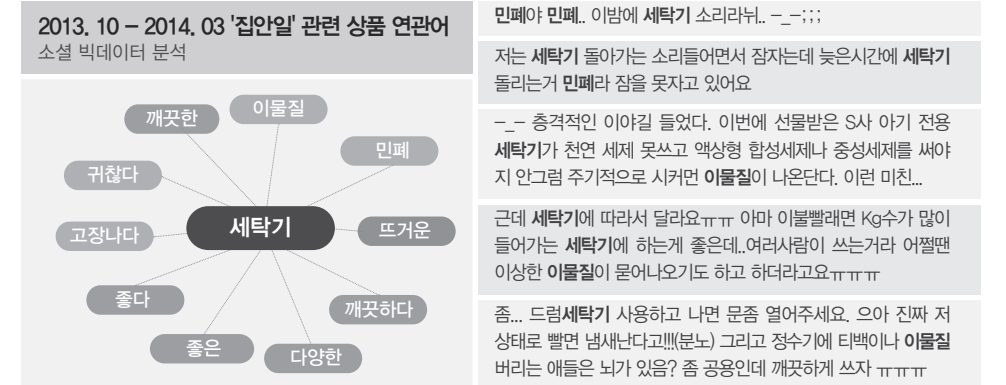 2013. 10 - 2014. 03 '집안일' 관련 상품 연관어
소셜 빅데이터 분석
이물질
깨끗한
민폐
귀찮다
세탁기
뜨거운
고장나다
좋다
깨끗하다
좋은
다양한
민폐야 민폐.. 이밤에 세탁기 소리라뉘.. -_-;;;
저는 세탁기 돌아가는 소리들어면서 잠자는데 늦은시간에 세탁기
돌리는거 민폐라 잠을 못자고 있어요
-_- 층격적인 이야길 들었다. 이번에 선물받은 S사 아기 전용
세탁기가 천연 세제 못쓰고 액상형 합성세제나 중성세제를 써야
지 안그럼 주기적으로 시커먼 이물질이 나온단다. 이런 미친...
근데 세탁기에 따라서 달라요ㅠㅠ 아마 이불빨래면 Kg수가 많이
들어가는 세탁기에 하는게 좋은데..여러사람이 쓰는거라 어쩔땐
이상한 이물질이 묻어나오기도 하고 하더라고요ㅠㅠㅠ
좀... 드럼세탁기 사용하고 나면 문좀 열어주세요. 으아 진짜 저
상태로 빨면 냄새난다고!!!(분노) 그리고 정수기에 티백이나 이물질
버리는 애들은 뇌가 있음? 좀 공용인데 깨끗하게 쓰자 ㅠㅠㅠ